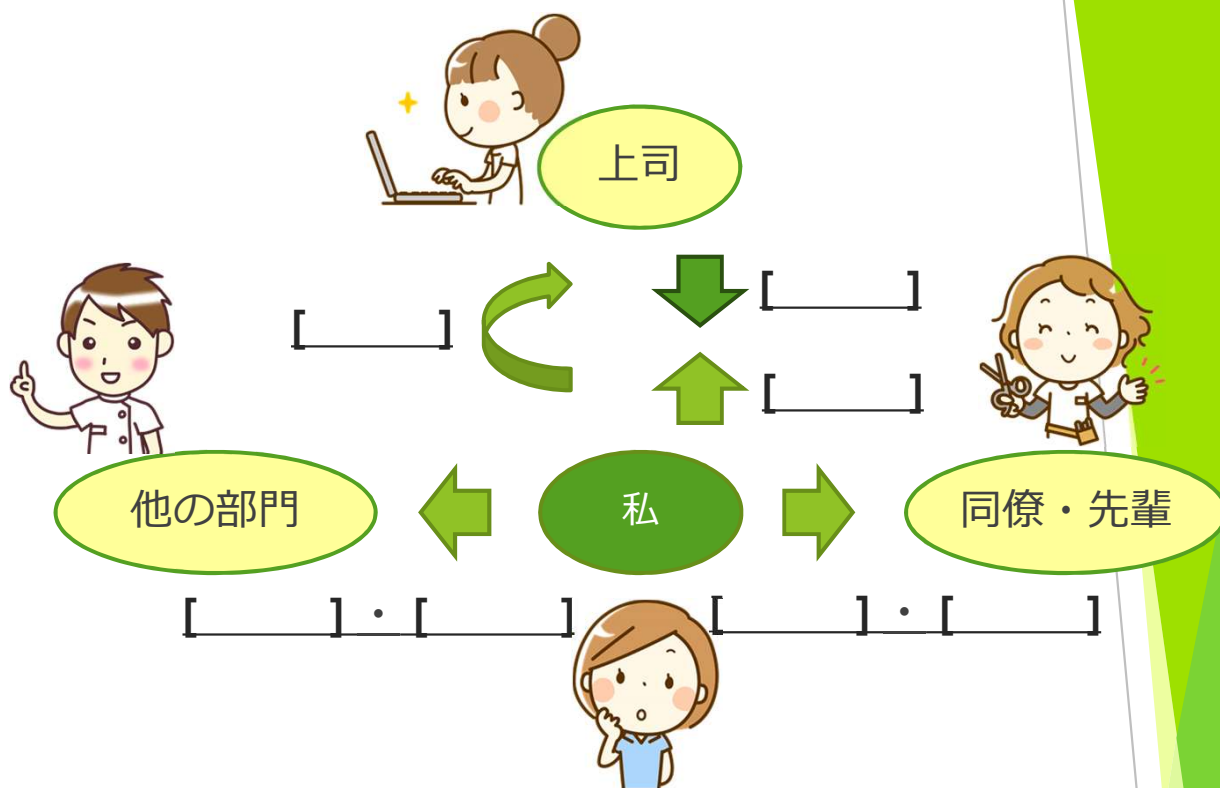 上司
[          ]
[          ]
[          ]
他の部門
私
同僚・先輩
[          ]・[          ]
[          ]・[          ]